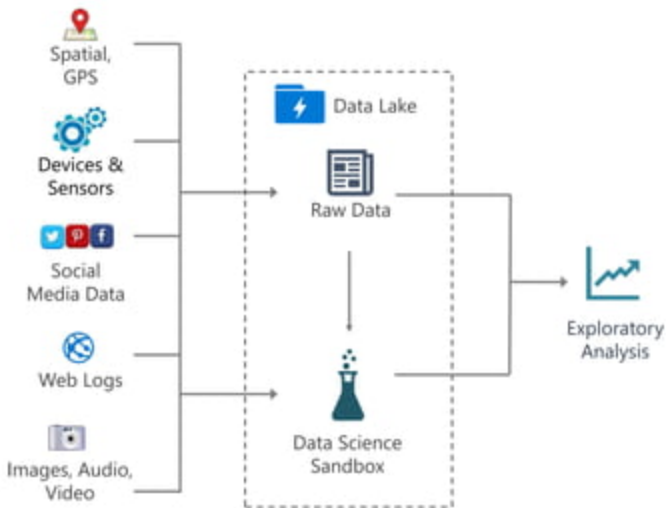 Spatial,
GPS
Devices &
Sensors
Social
Media Data
Web Logs
Images, Audio,
Video
Data Lake
Raw Data
Data Science
Sandbox
Exploratory
Analysis